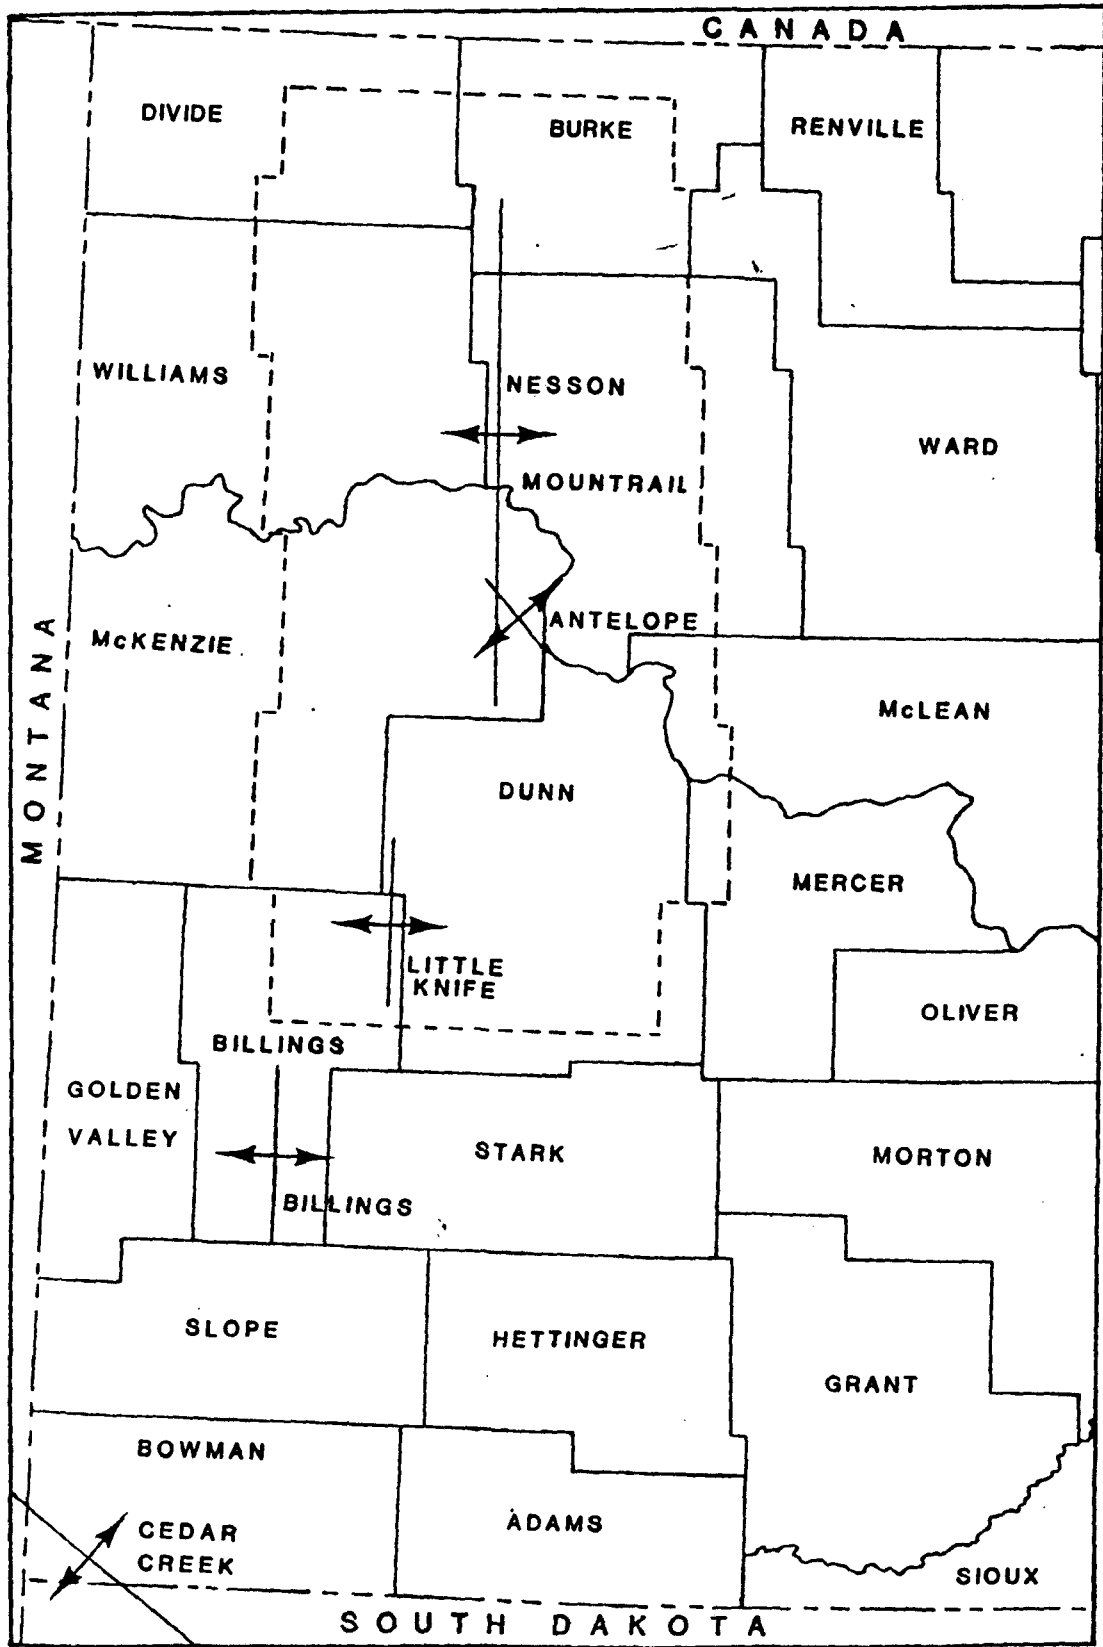 CANADA
DIVIDE
BURKE
RENVILLE
WILLIAMS
NESSON
WARD
MOUNTRAIL
ANTELOPE
McKENZIE
MONTANA
McLEAN
DUNN
MERCER
LITTLE
KNIFE
OLIVER
BILLINGS
GOLDEN
VALLEY
STARK
MORTON
BILLINGS
SLOPE
HETTINGER
GRANT
BOWMAN
ADAMS
CEDAR
CREEK
SIOUX
SOUTH DAKOTA